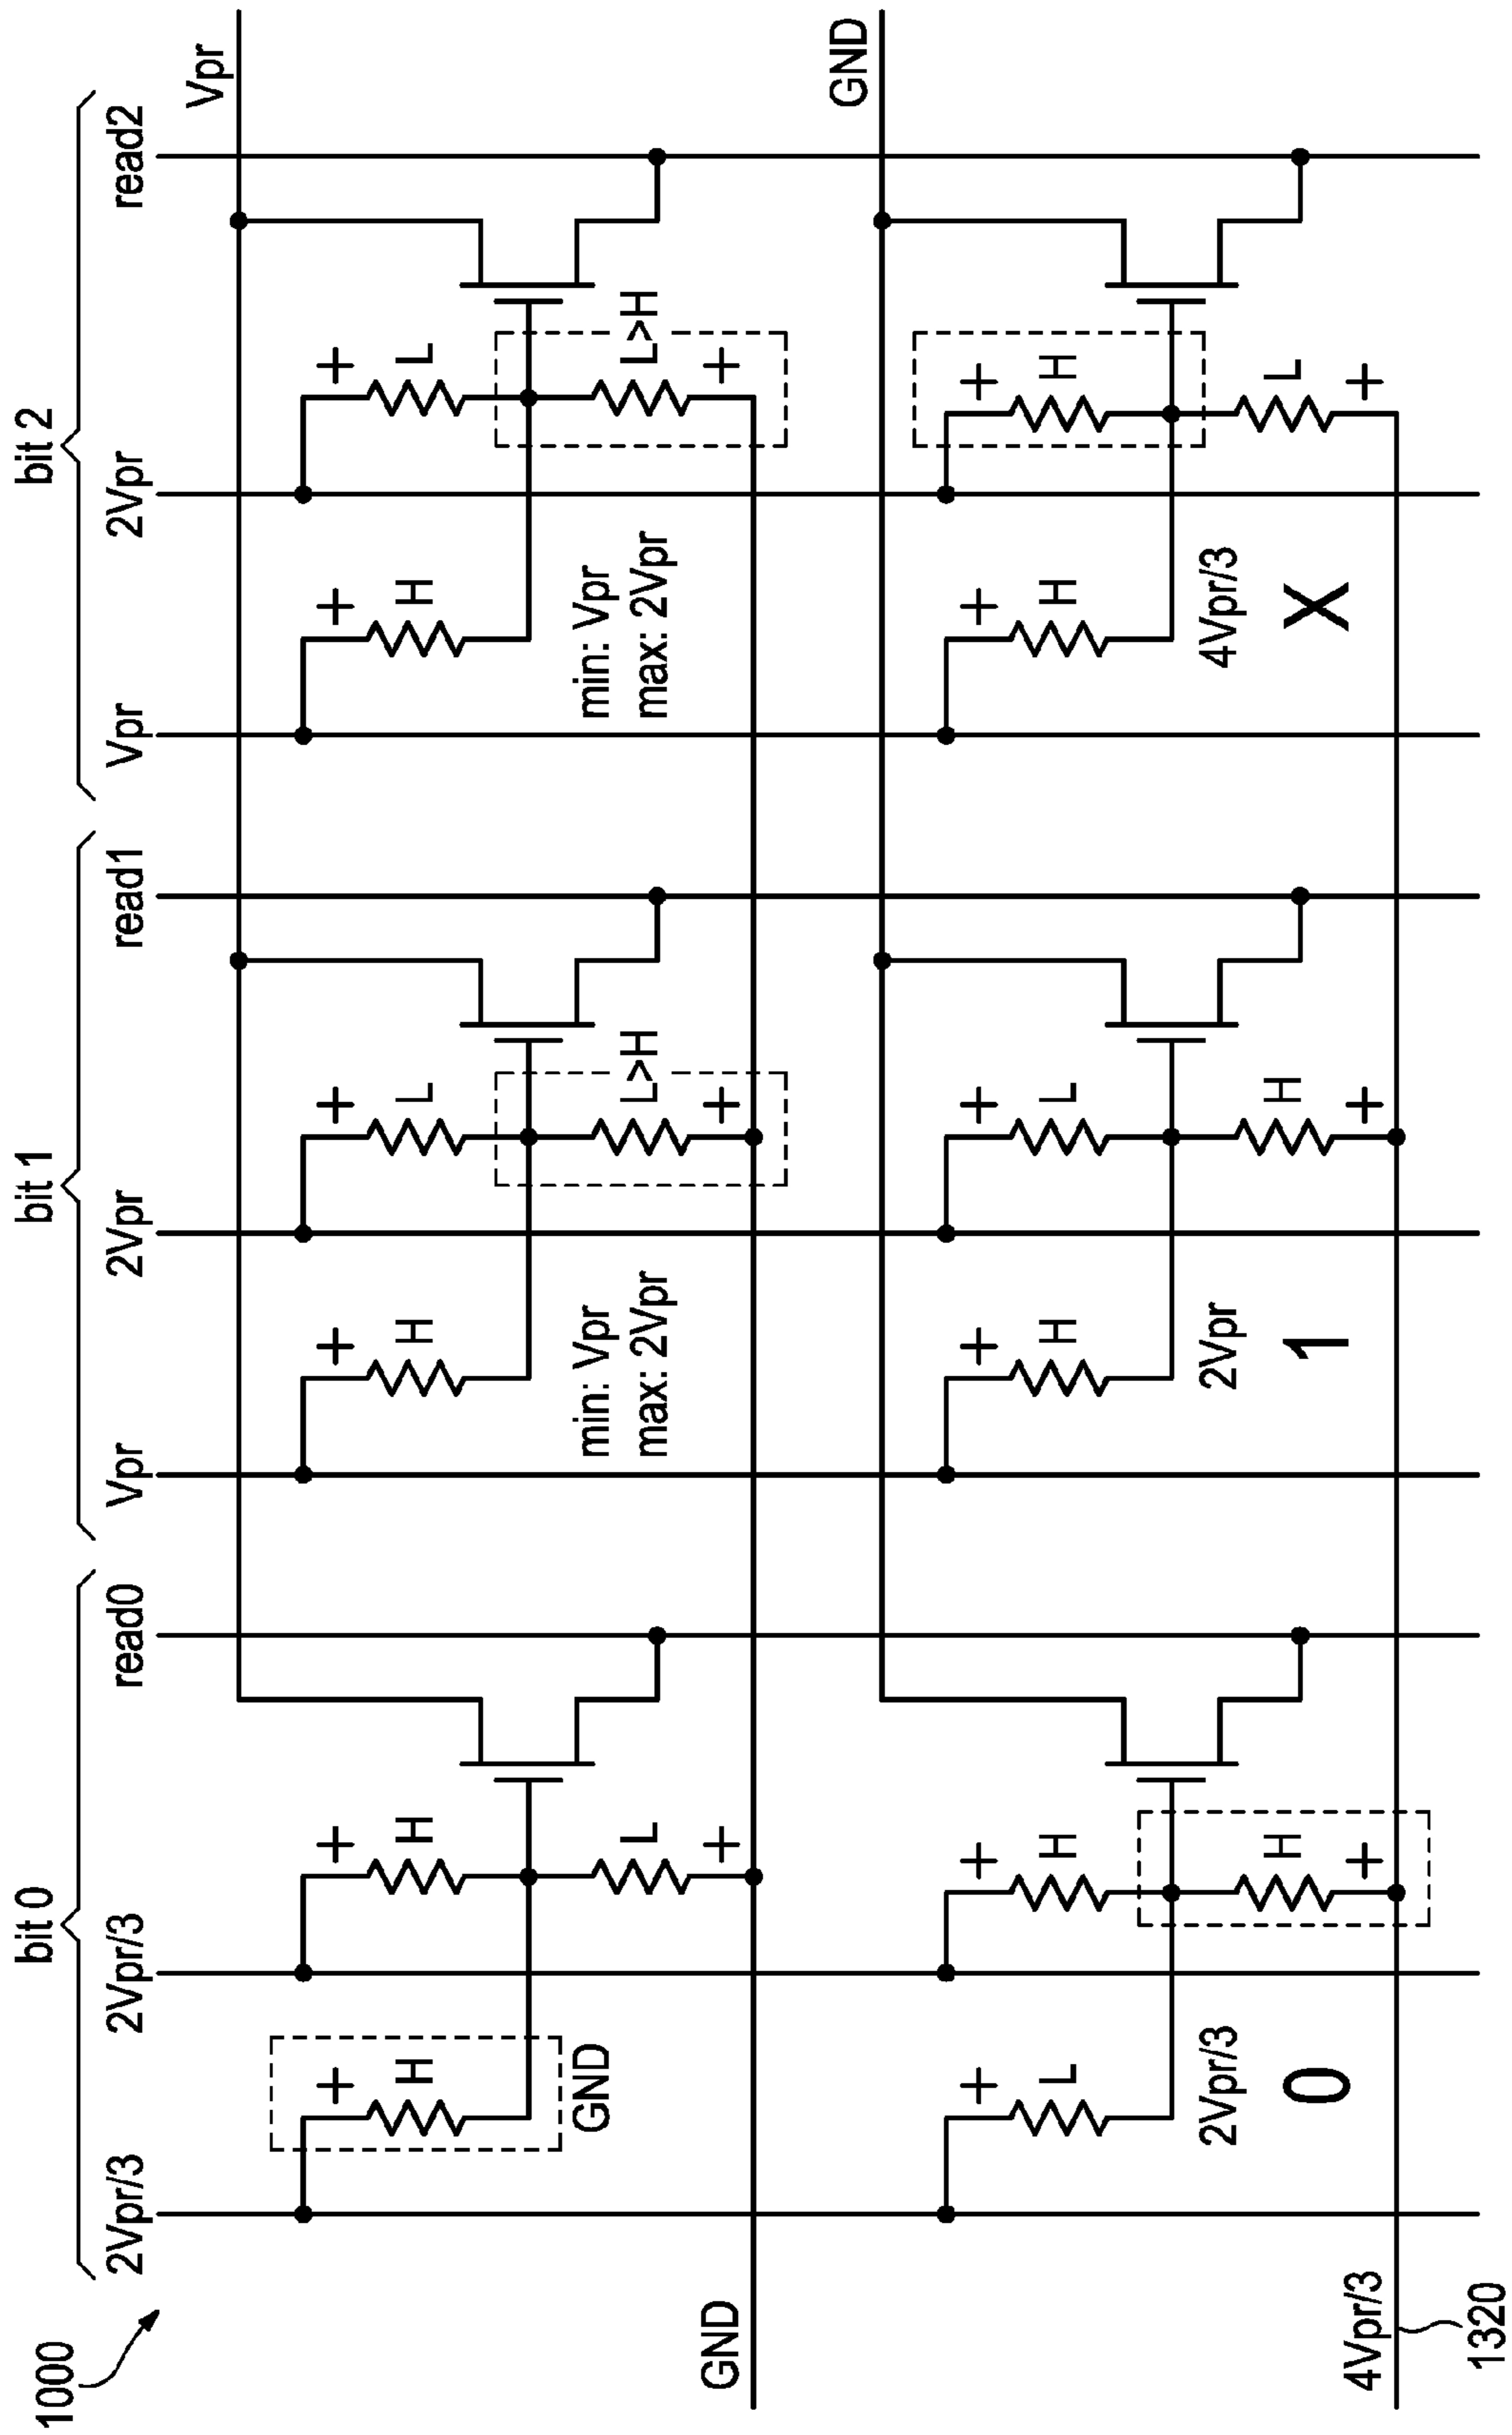 1000
bit 0
bit 1
bit 2
2Vpr/3
2Vpr/3
read0
Vpr
2Vpr
read1
Vpr
2Vpr
read2
Vpr
+ H
+ H
+ H
+ L
+ H
+ L
L +
L>H +
L>H +
GND
min: Vpr
max: 2Vpr
min: Vpr
max: 2Vpr
GND
GND
+ L
+ H
+ H
+ L
+ H
+ H
H +
H +
L +
2Vpr/3
2Vpr
4Vpr/3
0
1
X
4Vpr/3
1320